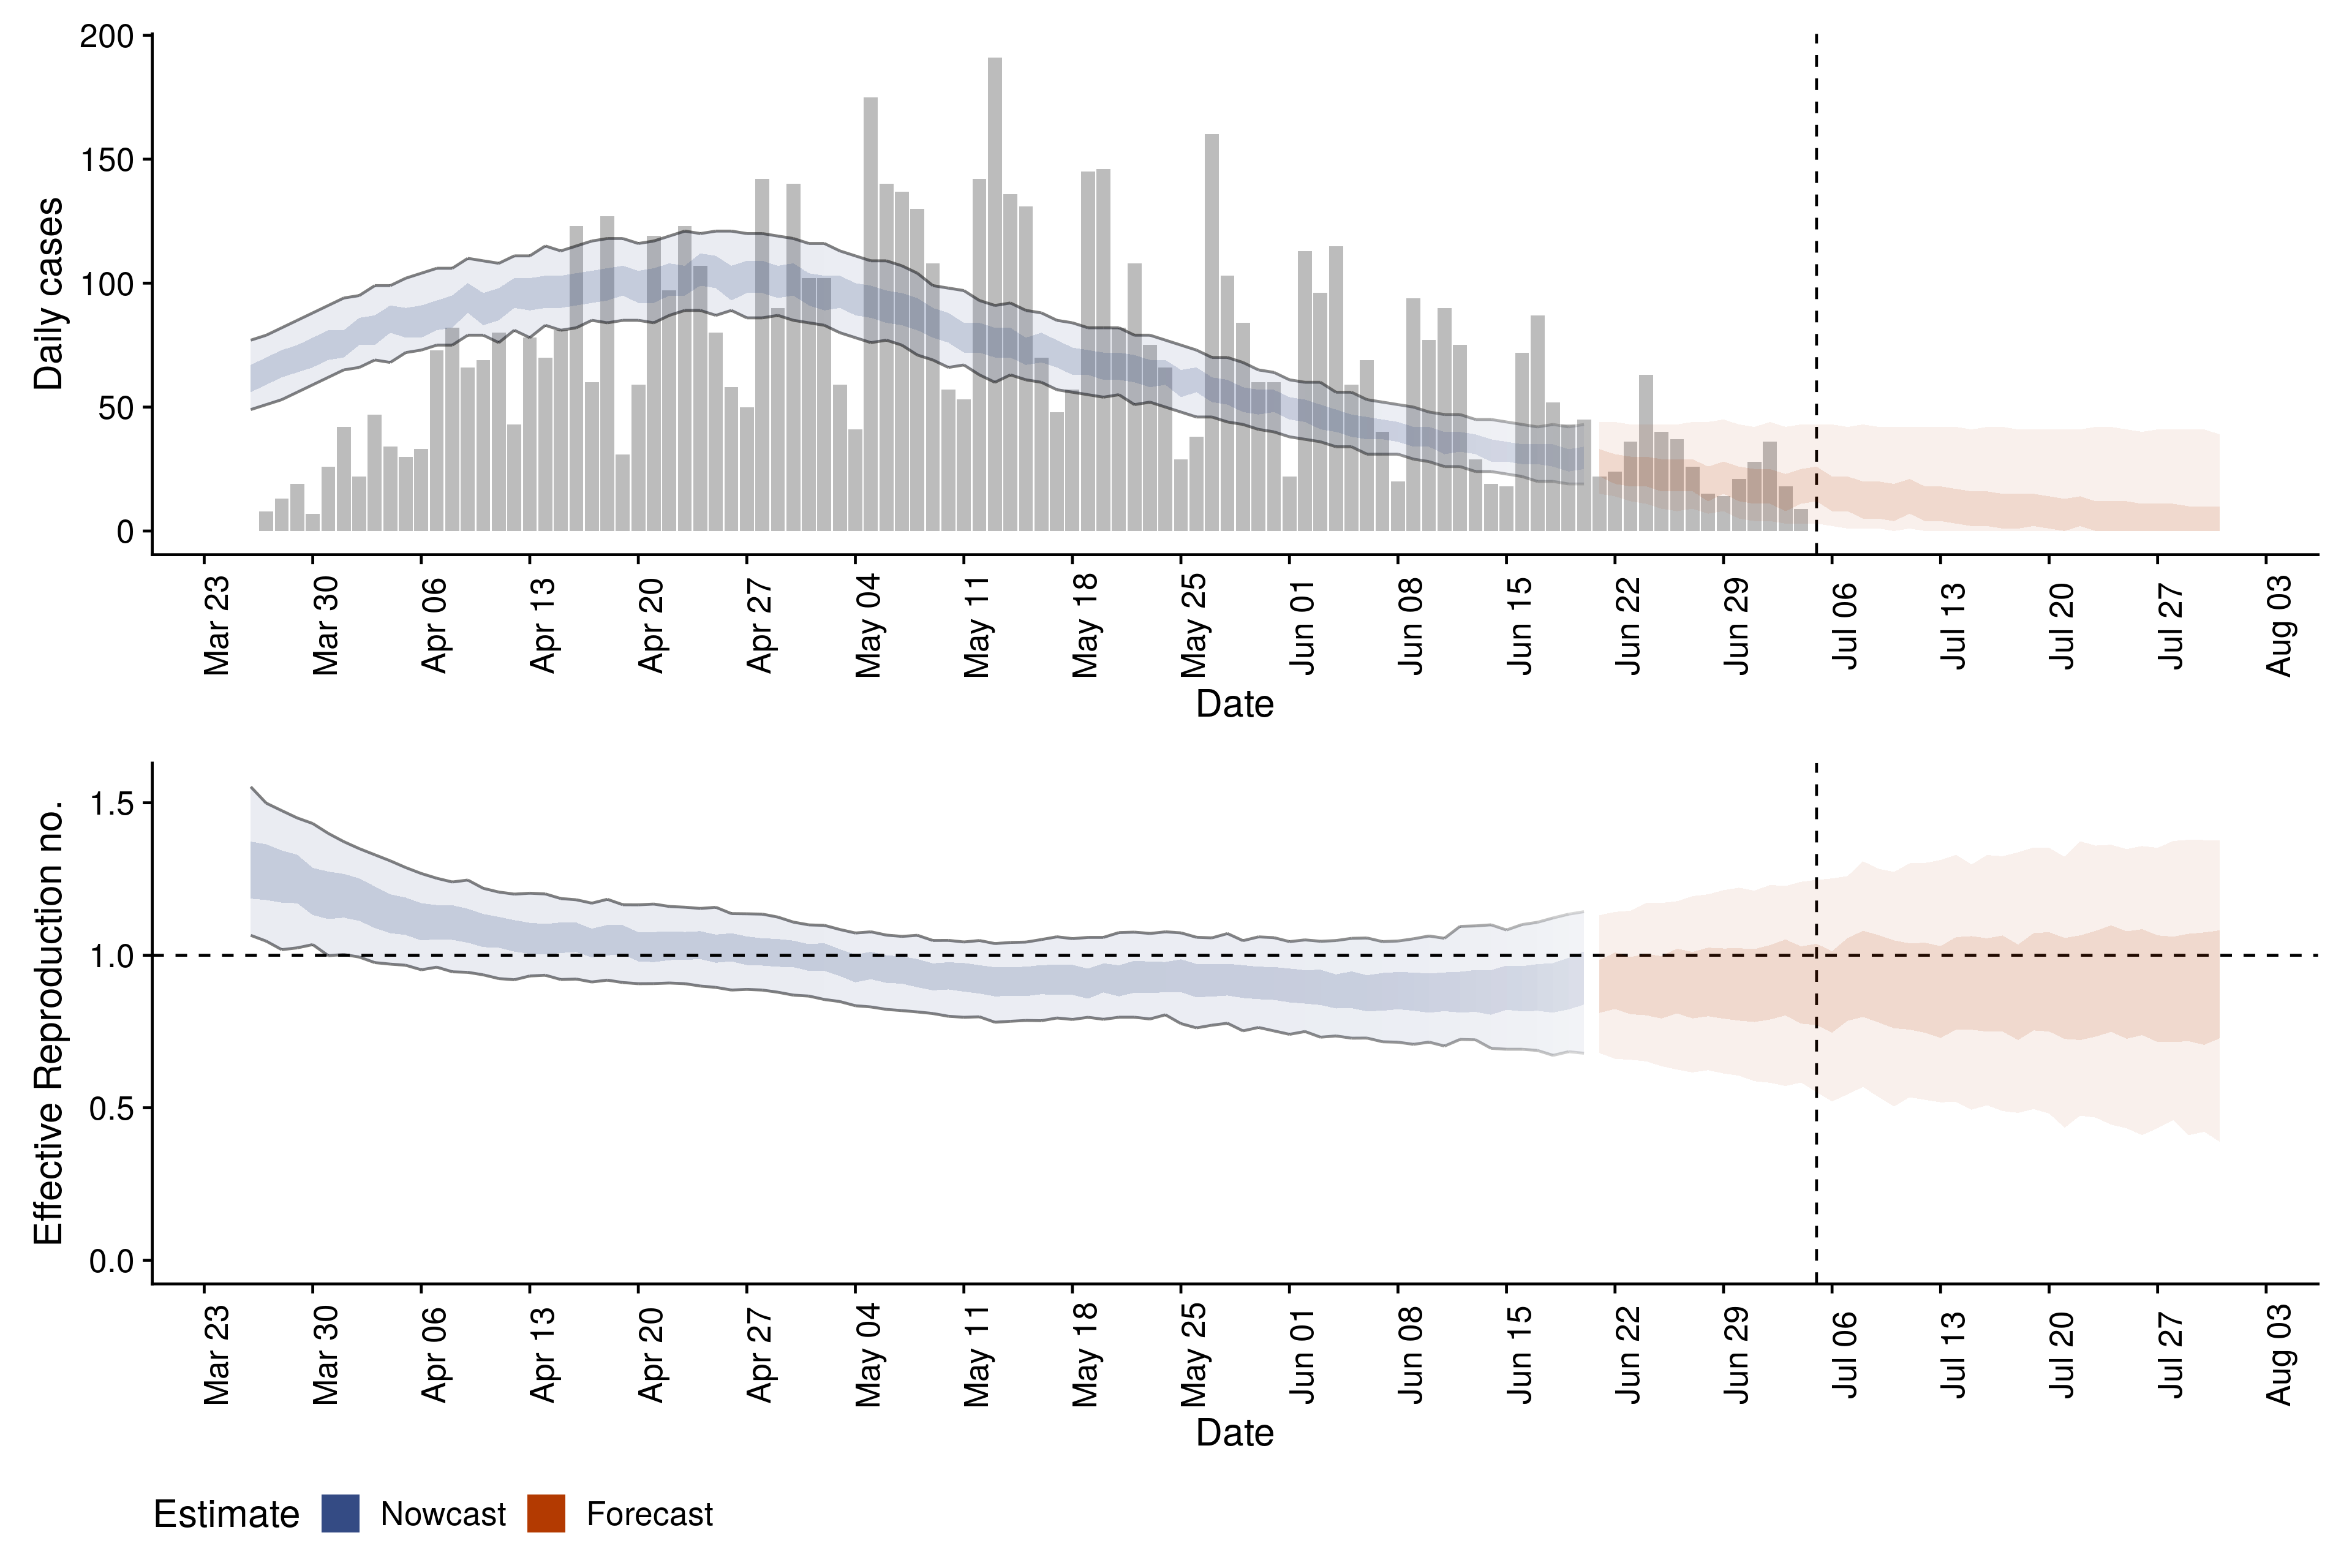 200
150
100
50
0
Daily cases
Mar 23 Mar 30 Apr 06 Apr 13 Apr 20 Apr 27 May 04 May 11 May 18 May 25 Jun 01 Jun 08 Jun 15 Jun 22 Jun 29 Jul 06 Jul 13 Jul 20 Jul 27 Aug 03
Date
1.5
1.0
0.5
0.0
Effective Reproduction no.
Mar 23 Mar 30 Apr 06 Apr 13 Apr 20 Apr 27 May 04 May 11 May 18 May 25 Jun 01 Jun 08 Jun 15 Jun 22 Jun 29 Jul 06 Jul 13 Jul 20 Jul 27 Aug 03
Date
Estimate Nowcast Forecast